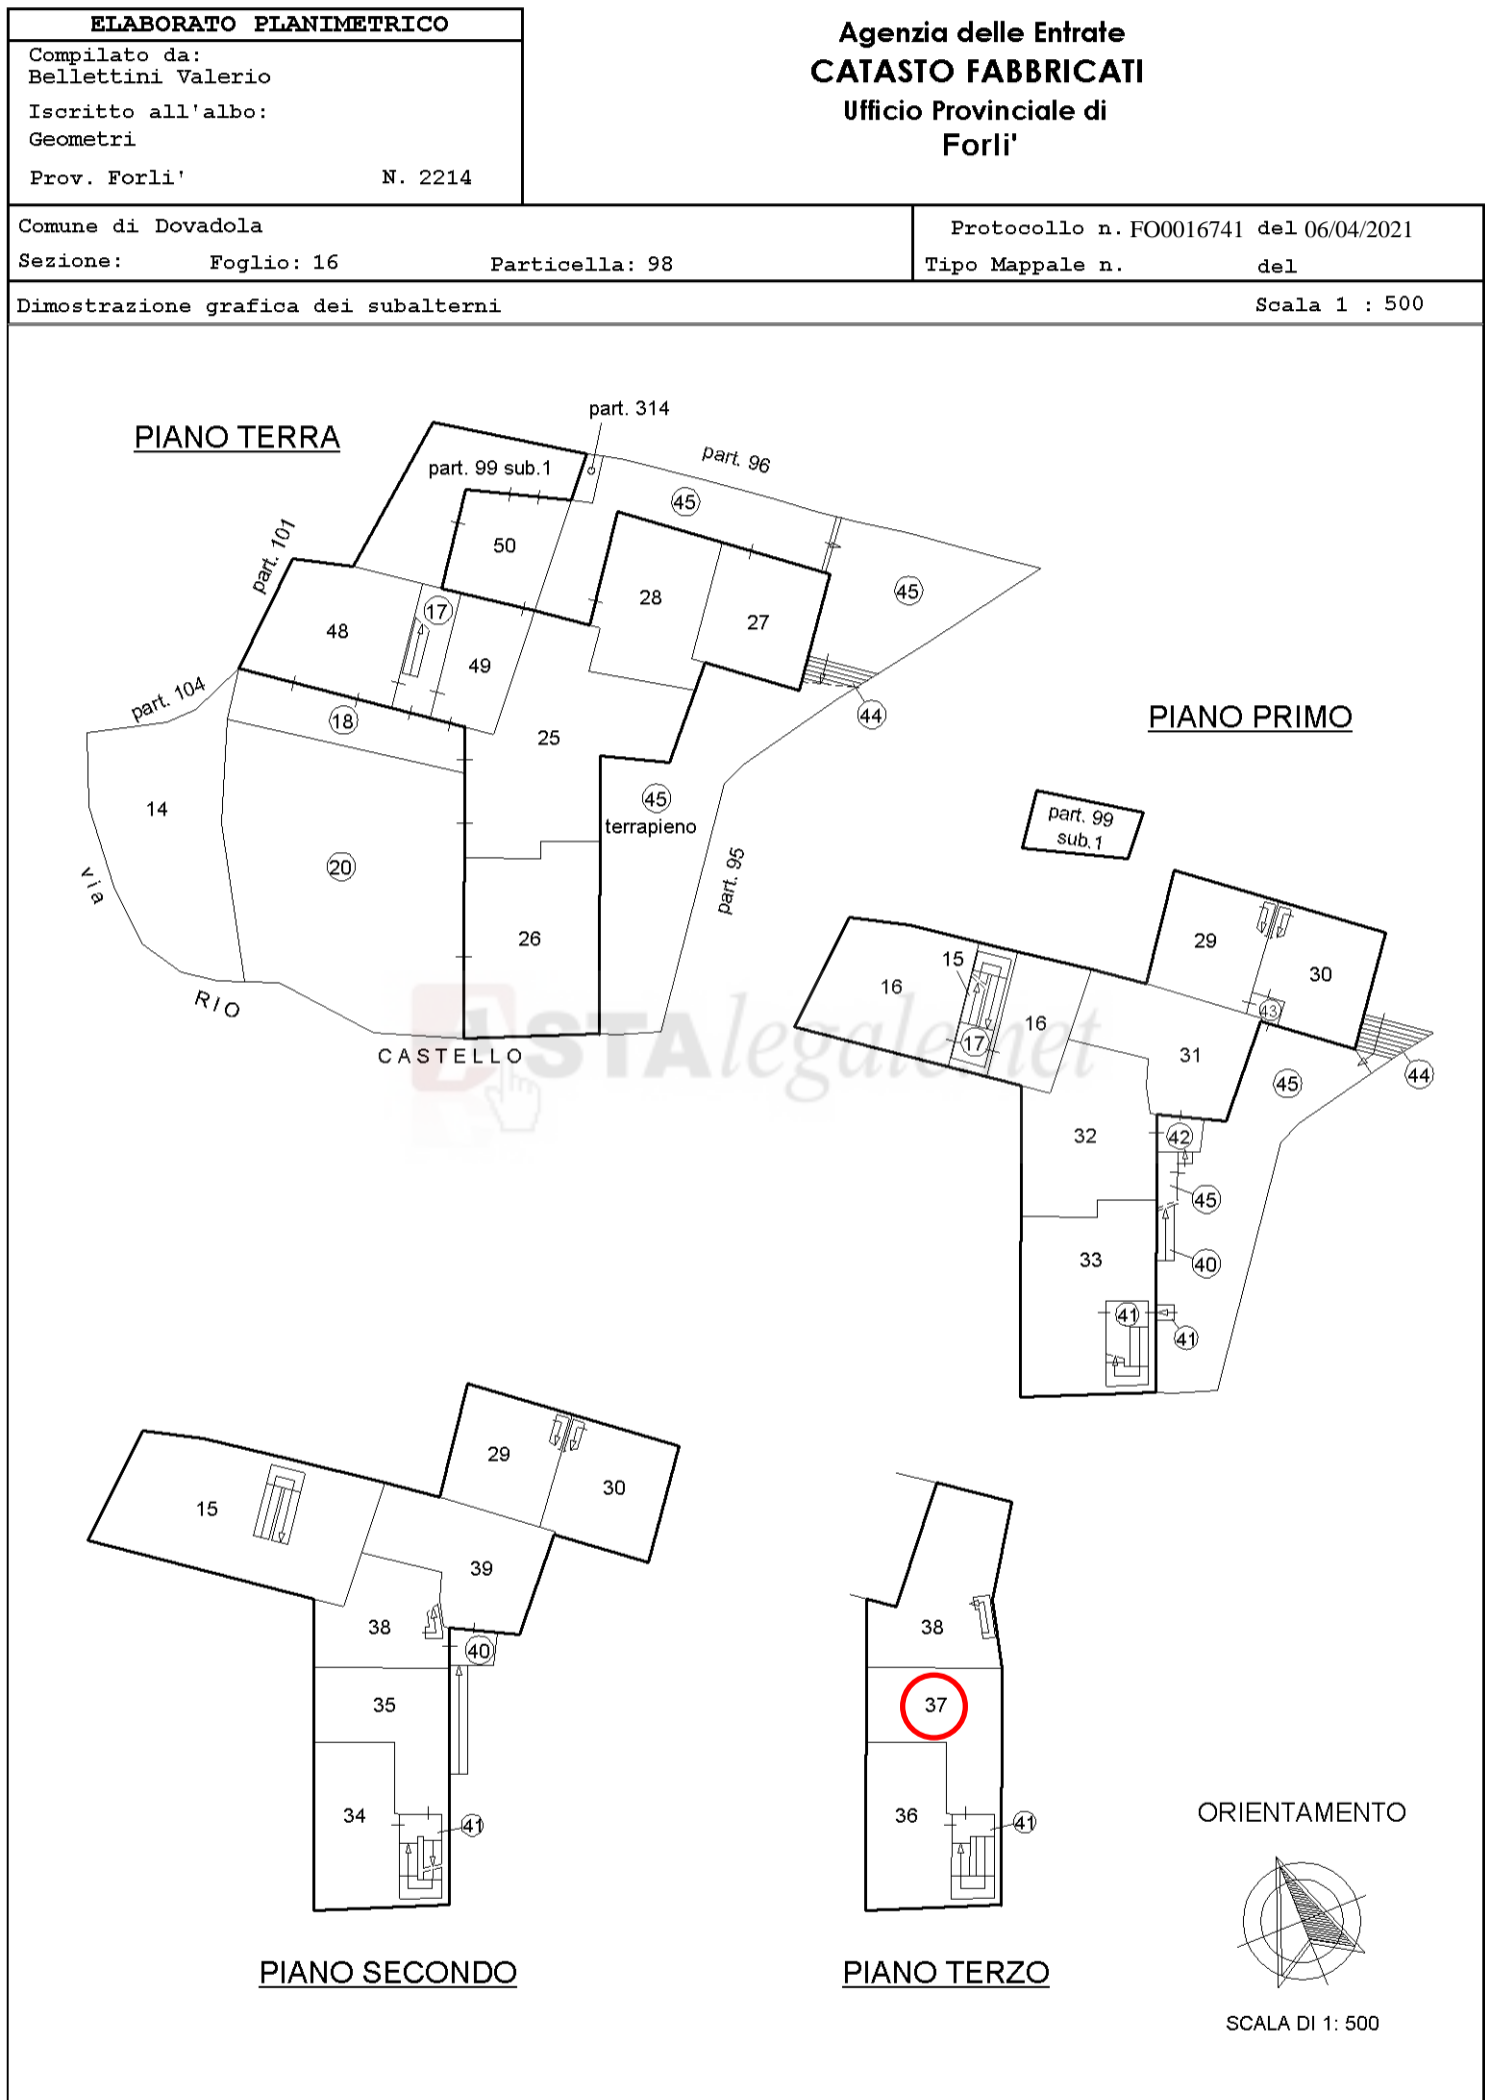 ELABORATO PLANIMETRICO
Compilato da:
Bellettini Valerio
Iscritto all'albo:
Geometri
Prov. Forli' N. 2214
Agenzia delle Entrate
CATASTO FABBRICATI
Ufficio Provinciale di
Forli'
Comune di Dovadola
Sezione: Foglio: 16 Particella: 98
Protocollo n. FO0016741 del 06/04/2021
Tipo Mappale n. del
Dimostrazione grafica dei subalterni Scala 1 : 500
PIANO TERRA
part. 314
part. 96
part. 99 sub.1
45
part. 101
50
28
45
17
27
48
49
part. 104
18
44
25
14
45
terrapieno
20
part. 95
via
26
RIO
CASTELLO
PIANO PRIMO
part. 99
sub.1
29
15
30
16
16
43
17
31
45
44
32
42
45
33
40
41
41
29
30
15
39
38
40
35
34
41
PIANO SECONDO
38
37
36
41
PIANO TERZO
ORIENTAMENTO
SCALA DI 1: 500
ASTAlegale.net